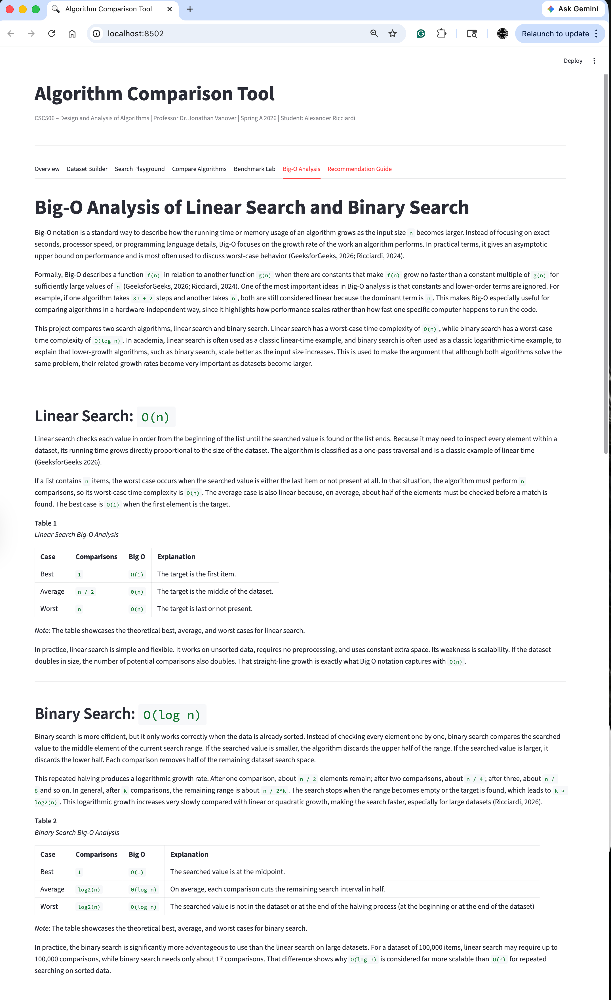 Algorithm Comparison Tool
Ask Gemini
localhost:8502
Relaunch to update
Deploy
Algorithm Comparison Tool
CSC506 – Design and Analysis of Algorithms | Professor Dr. Jonathan Vanover | Spring A 2026 | Student: Alexander Ricciardi
Overview Dataset Builder Search Playground Compare Algorithms Benchmark Lab Big-O Analysis Recommendation Guide
Big-O Analysis of Linear Search and Binary Search
Big-O notation is a standard way to describe how the running time or memory usage of an algorithm grows as the input size n becomes larger. Instead of focusing on exact
seconds, processor speed, or programming language details, Big-O focuses on the growth rate of the work an algorithm performs. In practical terms, it gives an asymptotic
upper bound on performance and is most often used to discuss worst-case behavior (GeeksforGeeks, 2026; Ricciardi, 2024).
Formally, Big-O describes a function f(n) in relation to another function g(n) when there are constants that make f(n) grow no faster than a constant multiple of g(n) for
sufficiently large values of n (GeeksforGeeks, 2026; Ricciardi, 2024). One of the most important ideas in Big-O analysis is that constants and lower-order terms are ignored. For
example, if one algorithm takes 3n + 2 steps and another takes n , both are still considered linear because the dominant term is n . This makes Big-O especially useful for
comparing algorithms in a hardware-independent way, since it highlights how performance scales rather than how fast one specific computer happens to run the code.
This project compares two search algorithms, linear search and binary search. Linear search has a worst-case time complexity of O(n) , while binary search has a worst-case
time complexity of O(log n) . In academia, linear search is often used as a classic linear-time example, and binary search is often used as a classic logarithmic-time example, to
explain that lower-growth algorithms, such as binary search, scale better as the input size increases. This is used to make the argument that although both algorithms solve the
same problem, their related growth rates become very important as datasets become larger.
Linear Search: O(n)
Linear search checks each value in order from the beginning of the list until the searched value is found or the list ends. Because it may need to inspect every element within a
dataset, its running time grows directly proportional to the size of the dataset. The algorithm is classified as a one-pass traversal and is a classic example of linear time
(GeeksforGeeks 2026).
If a list contains n items, the worst case occurs when the searched value is either the last item or not present at all. In that situation, the algorithm must perform n
comparisons, so its worst-case time complexity is O(n) . The average case is also linear because, on average, about half of the elements must be checked before a match is
found. The best case is O(1) when the first element is the target.
Table 1
Linear Search Big-O Analysis
Case Comparisons Big O Explanation
Best 1 Ω(1) The target is the first item.
Average n / 2 Θ(n) The target is the middle of the dataset.
Worst n O(n) The target is last or not present.
Note: The table showcases the theoretical best, average, and worst cases for linear search.
In practice, linear search is simple and flexible. It works on unsorted data, requires no preprocessing, and uses constant extra space. Its weakness is scalability. If the dataset
doubles in size, the number of potential comparisons also doubles. That straight-line growth is exactly what Big O notation captures with O(n) .
Binary Search: O(log n)
Binary search is more efficient, but it only works correctly when the data is already sorted. Instead of checking every element one by one, binary search compares the searched
value to the middle element of the current search range. If the searched value is smaller, the algorithm discards the upper half of the range. If the searched value is larger, it
discards the lower half. Each comparison removes half of the remaining dataset search space.
This repeated halving produces a logarithmic growth rate. After one comparison, about n / 2 elements remain; after two comparisons, about n / 4 ; after three, about n /
8 and so on. In general, after k comparisons, the remaining range is about n / 2^k . The search stops when the range becomes empty or the target is found, which leads to k ≈
log2(n) . This logarithmic growth increases very slowly compared with linear or quadratic growth, making the search faster, especially for large datasets (Ricciardi, 2026).
Table 2
Binary Search Big-O Analysis
Case Comparisons Big O Explanation
Best 1 Ω(1) The searched value is at the midpoint.
Average log2(n) Θ(log n) On average, each comparison cuts the remaining search interval in half.
Worst log2(n) O(log n) The searched value is not in the dataset or at the end of the halving process (at the beginning or at the end of the dataset)
Note: The table showcases the theoretical best, average, and worst cases for binary search.
In practice, the binary search is significantly more advantageous to use than the linear search on large datasets. For a dataset of 100,000 items, linear search may require up to
100,000 comparisons, while binary search needs only about 17 comparisons. That difference shows why O(log n) is considered far more scalable than O(n) for repeated
searching on sorted data.